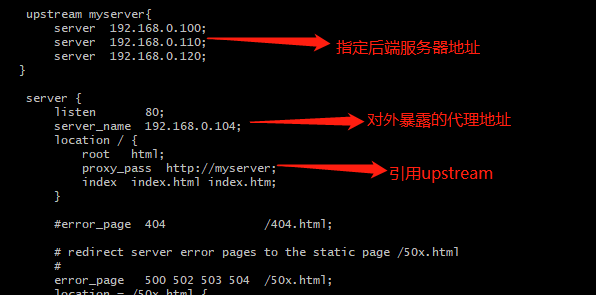 upstream myserver{
server 192.168.0.100;
server 192.168.0.110;
server 192.168.0.120;
}
指定后端服务器地址
server {
listen 80;
server_name 192.168.0.104;
对外暴露的代理地址
location / {
root html;
proxy_pass http://myserver;
引用upstream
index index.html index.htm;
}
#error_page 404 /404.html;
# redirect server error pages to the static page /50x.html
#
error_page 500 502 503 504 /50x.html;
location = /50x.html {